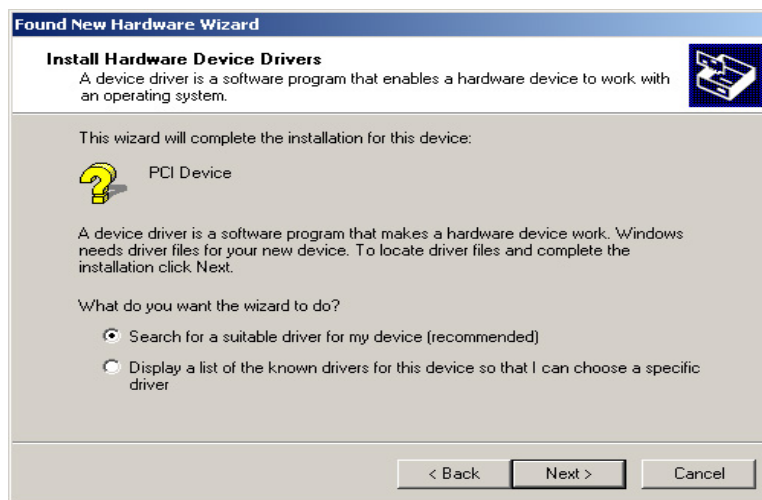 Found New Hardware Wizard
Install Hardware Device Drivers
A device driver is a software program that enables a hardware device to work with
an operating system.
This wizard will complete the installation for this device:
PCI Device
A device driver is a software program that makes a hardware device work. Windows
needs driver files for your new device. To locate driver files and complete the
installation click Next.
What do you want the wizard to do?
Search for a suitable driver for my device (recommended)
Display a list of the known drivers for this device so that I can choose a specific
driver
< Back Next > Cancel